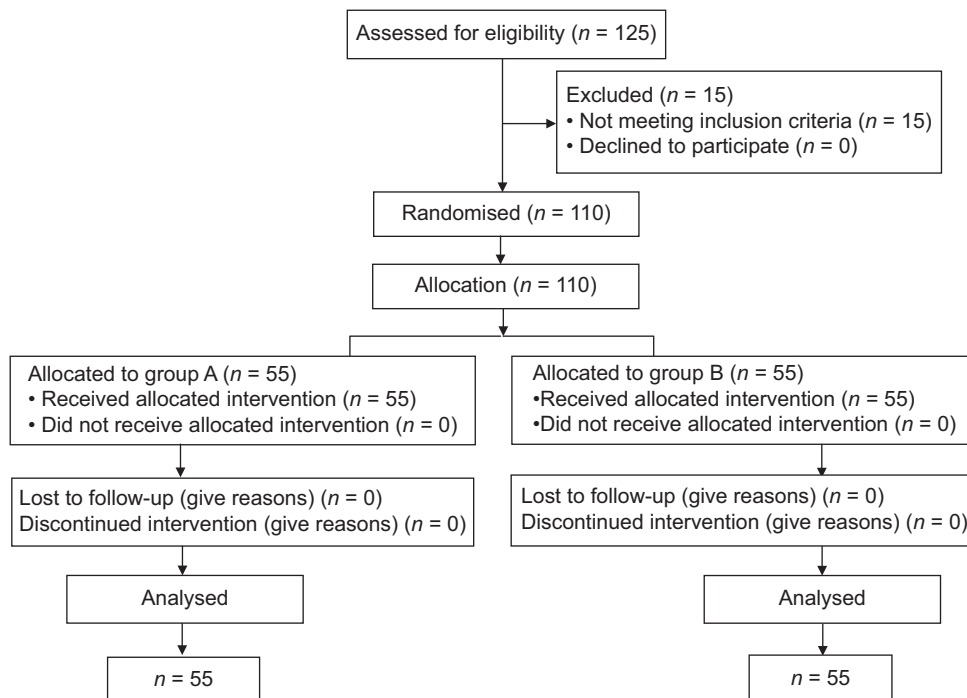 Assessed for eligibility (n = 125)
Excluded (n = 15)
• Not meeting inclusion criteria (n = 15)
• Declined to participate (n = 0)
Randomised (n = 110)
Allocation (n = 110)
Allocated to group A (n = 55)
• Received allocated intervention (n = 55)
• Did not receive allocated intervention (n = 0)
Allocated to group B (n = 55)
•Received allocated intervention (n = 55)
•Did not receive allocated intervention (n = 0)
Lost to follow-up (give reasons) (n = 0)
Discontinued intervention (give reasons) (n = 0)
Lost to follow-up (give reasons) (n = 0)
Discontinued intervention (give reasons) (n = 0)
Analysed
Analysed
n = 55
n = 55